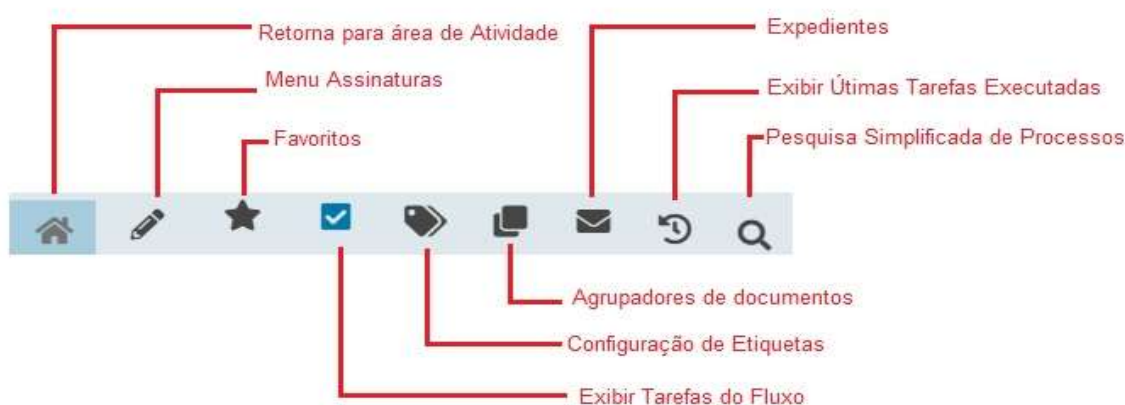 Retorna para área de Atividade
Expedientes
Menu Assinaturas
Exibir Útimas Tarefas Executadas
Favoritos
Pesquisa Simplificada de Processos
Agrupadores de documentos
Configuração de Etiquetas
Exibir Tarefas do Fluxo